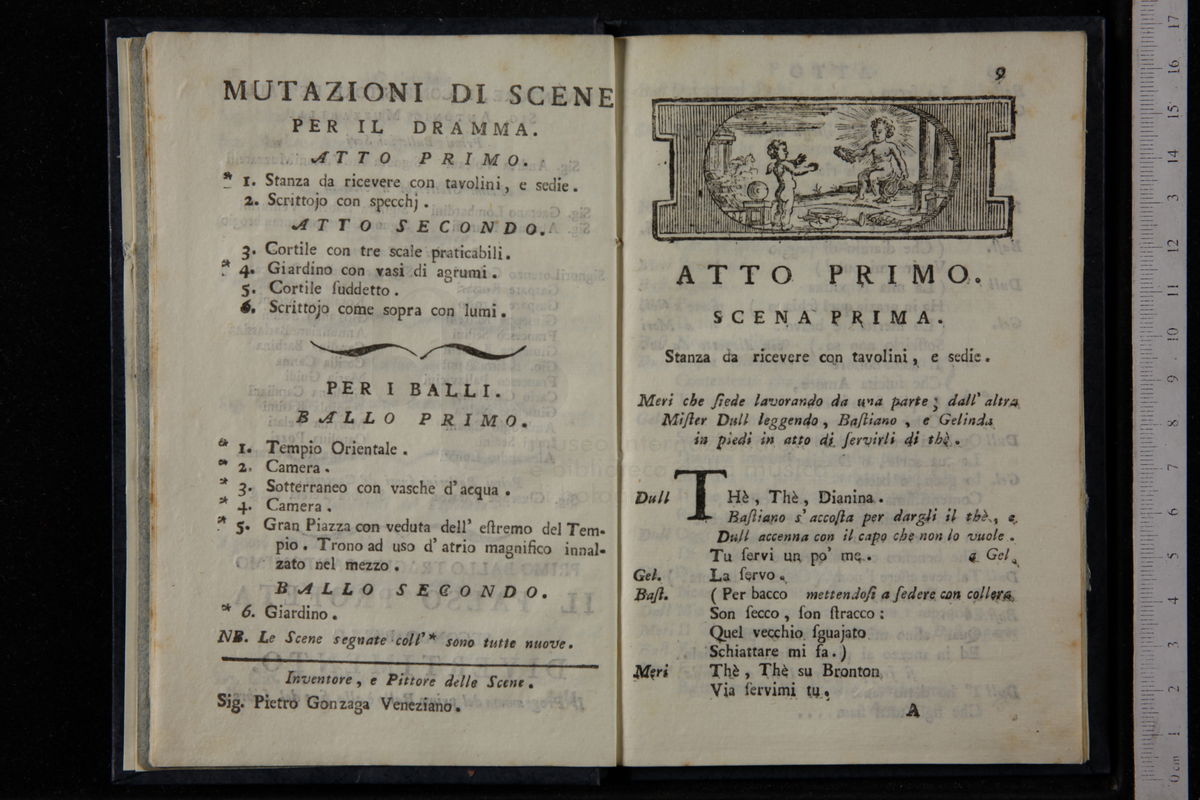 MUTAZIONI DI SCENE
PER IL DRAMMA.
ATTO PRIMO.
* 1. Stanza da ricevere con tavolini, e sedie.
2. Scrittojo con specchj.
ATTO SECONDO.
3. Cortile con tre scale praticabili.
* 4. Giardino con vasi di agrumi.
5. Cortile ſuddetto.
6. Scrittojo come sopra con lumi.
PER I BALLI.
BALLO PRIMO.
* 1. Tempio Orientale.
* 2. Camera.
* 3. Sotterraneo con vasche d'acqua.
* 4. Camera.
* 5. Gran Piazza con veduta dell' eſtremo del Tem-
pio. Trono ad uso d'atrio magnifico innal-
zato nel mezzo.
BALLO SECONDO.
* 6. Giardino.
NB. Le Scene segnate coll'* sono tutte nuove.
Inventore, e Pittore delle Scene.
Sig. Pietro Gonzaga Veneziano.
9
ATTO PRIMO.
SCENA PRIMA.
Stanza da ricevere con tavolini, e sedie.
Meri che ſiede lavorando da una parte; dall' altra
Miſter Dull leggendo, Baſtiano, e Gelinda
in piedi in atto di ſervirli di thè.
Dull THè, Thè, Dianina.
Baſtiano s' accoſta per dargli il thè, e
Dull accenna con il capo che non lo vuole.
Tu ſervi un po' me. a Gel.
Gel. La ſervo.
Baſt. (Per bacco mettendoſi a ſedere con collera
Son ſecco, ſon ſtracco:
Quel vecchio ſguajato
Schiattare mi fa.)
Meri Thè, Thè su Bronton
Via ſervimi tu.
A